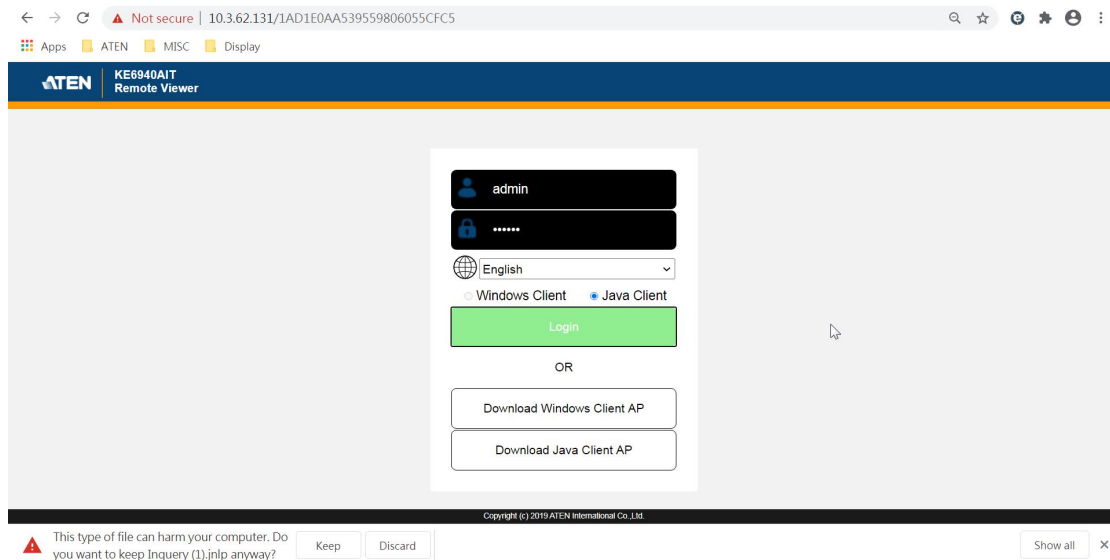 Not secure | 10.3.62.131/1AD1E0AA539559806055CFC5
Apps ATEN MISC Display
ATEN
KE6940AIT
Remote Viewer
admin
••••••
English
Windows Client Java Client
Login
OR
Download Windows Client AP
Download Java Client AP
Copyright (c) 2019 ATEN International Co.,Ltd.
This type of file can harm your computer. Do
you want to keep Inquery (1).jnlp anyway?
Keep Discard Show all